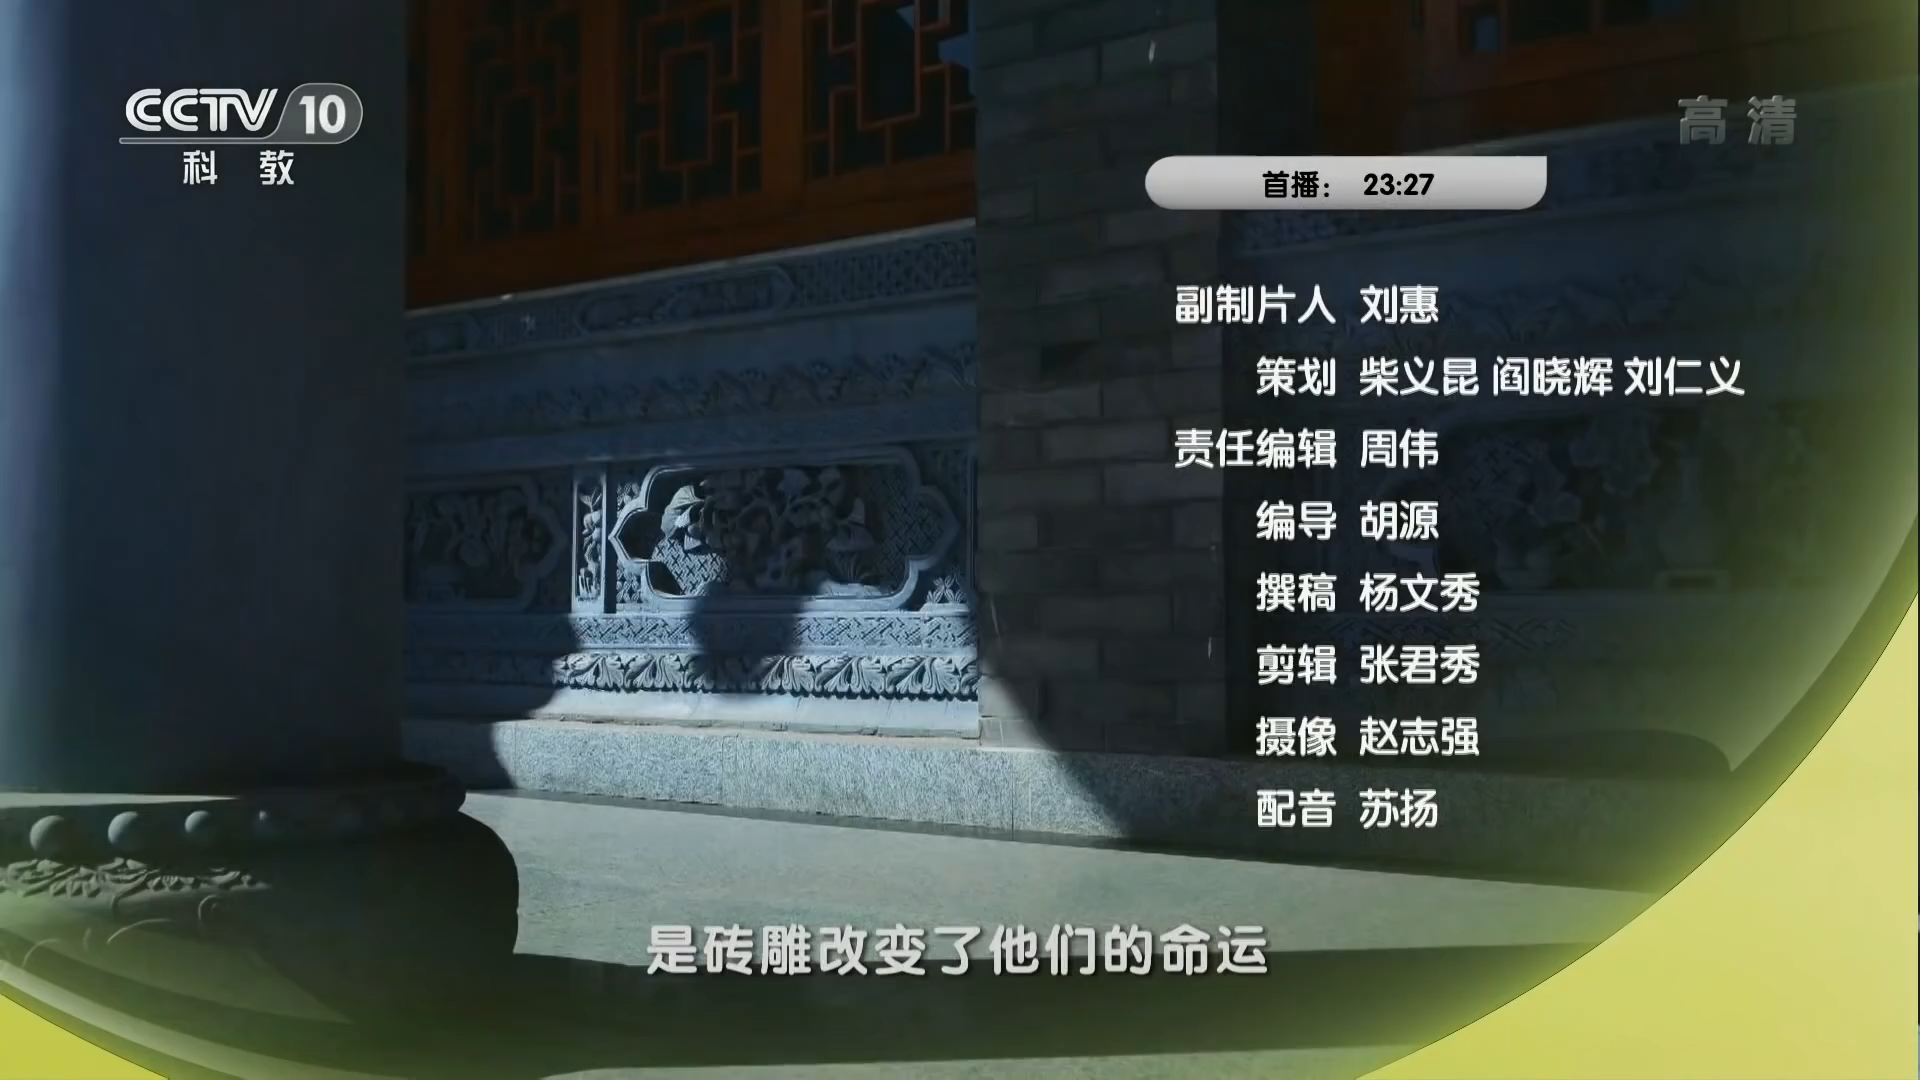 CCTV 10
科 教
高 清
首播： 23:27
副制片人 刘惠
策划 柴义昆 阎晓辉 刘仁义
责任编辑 周伟
编导 胡源
撰稿 杨文秀
剪辑 张君秀
摄像 赵志强
配音 苏扬
是砖雕改变了他们的命运